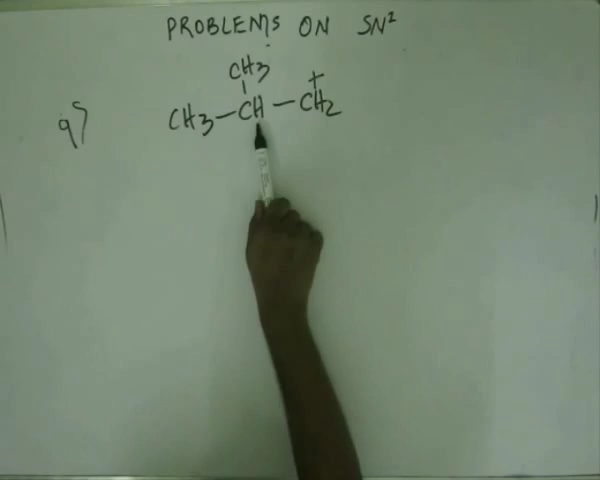 PROBLEMS ON SN²
CH3
q) CH3-CH-CH2
+